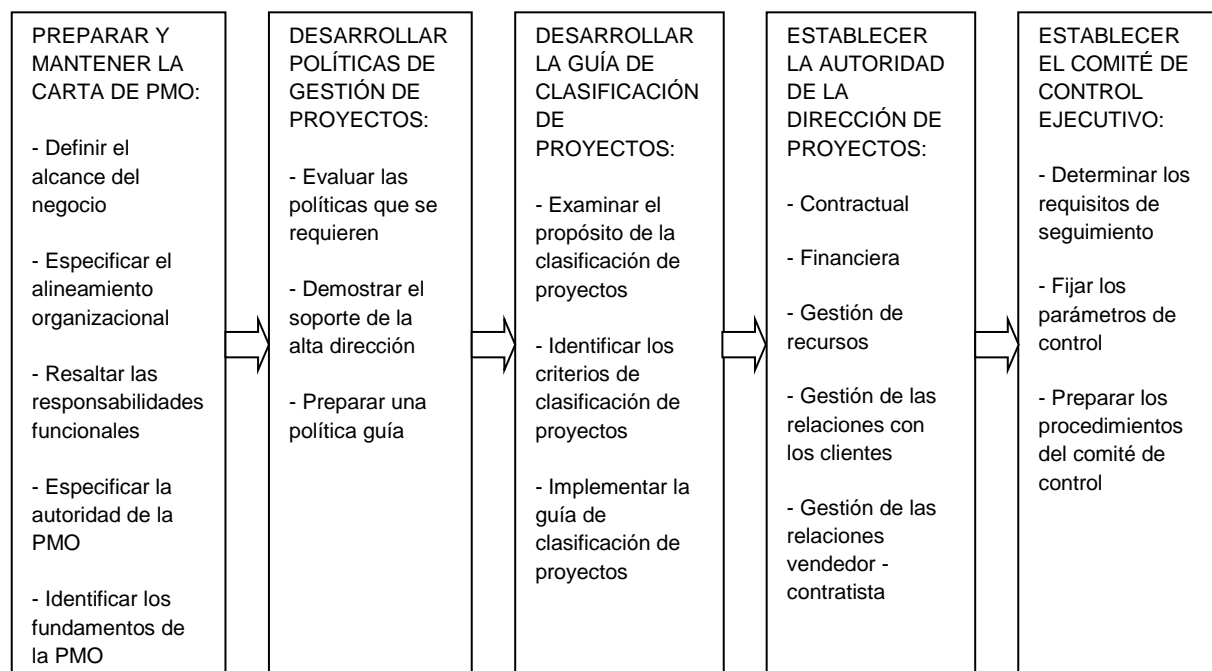 PREPARAR Y
MANTENER LA
CARTA DE PMO:
- Definir el
alcance del
negocio
- Especificar el
alineamiento
organizacional
- Resaltar las
responsabilidades
funcionales
- Especificar la
autoridad de la
PMO
- Identificar los
fundamentos de
la PMO
DESARROLLAR
POLÍTICAS DE
GESTIÓN DE
PROYECTOS:
- Evaluar las
políticas que se
requieren
- Demostrar el
soporte de la
alta dirección
- Preparar una
política guía
DESARROLLAR
LA GUÍA DE
CLASIFICACIÓN
DE
PROYECTOS:
- Examinar el
propósito de la
clasificación de
proyectos
- Identificar los
criterios de
clasificación de
proyectos
- Implementar la
guía de
clasificación de
proyectos
ESTABLECER
LA AUTORIDAD
DE LA
DIRECCIÓN DE
PROYECTOS:
- Contractual
- Financiera
- Gestión de
recursos
- Gestión de las
relaciones con
los clientes
- Gestión de las
relaciones
vendedor -
contratista
ESTABLECER
EL COMITÉ DE
CONTROL
EJECUTIVO:
- Determinar los
requisitos de
seguimiento
- Fijar los
parámetros de
control
- Preparar los
procedimientos
del comité de
control